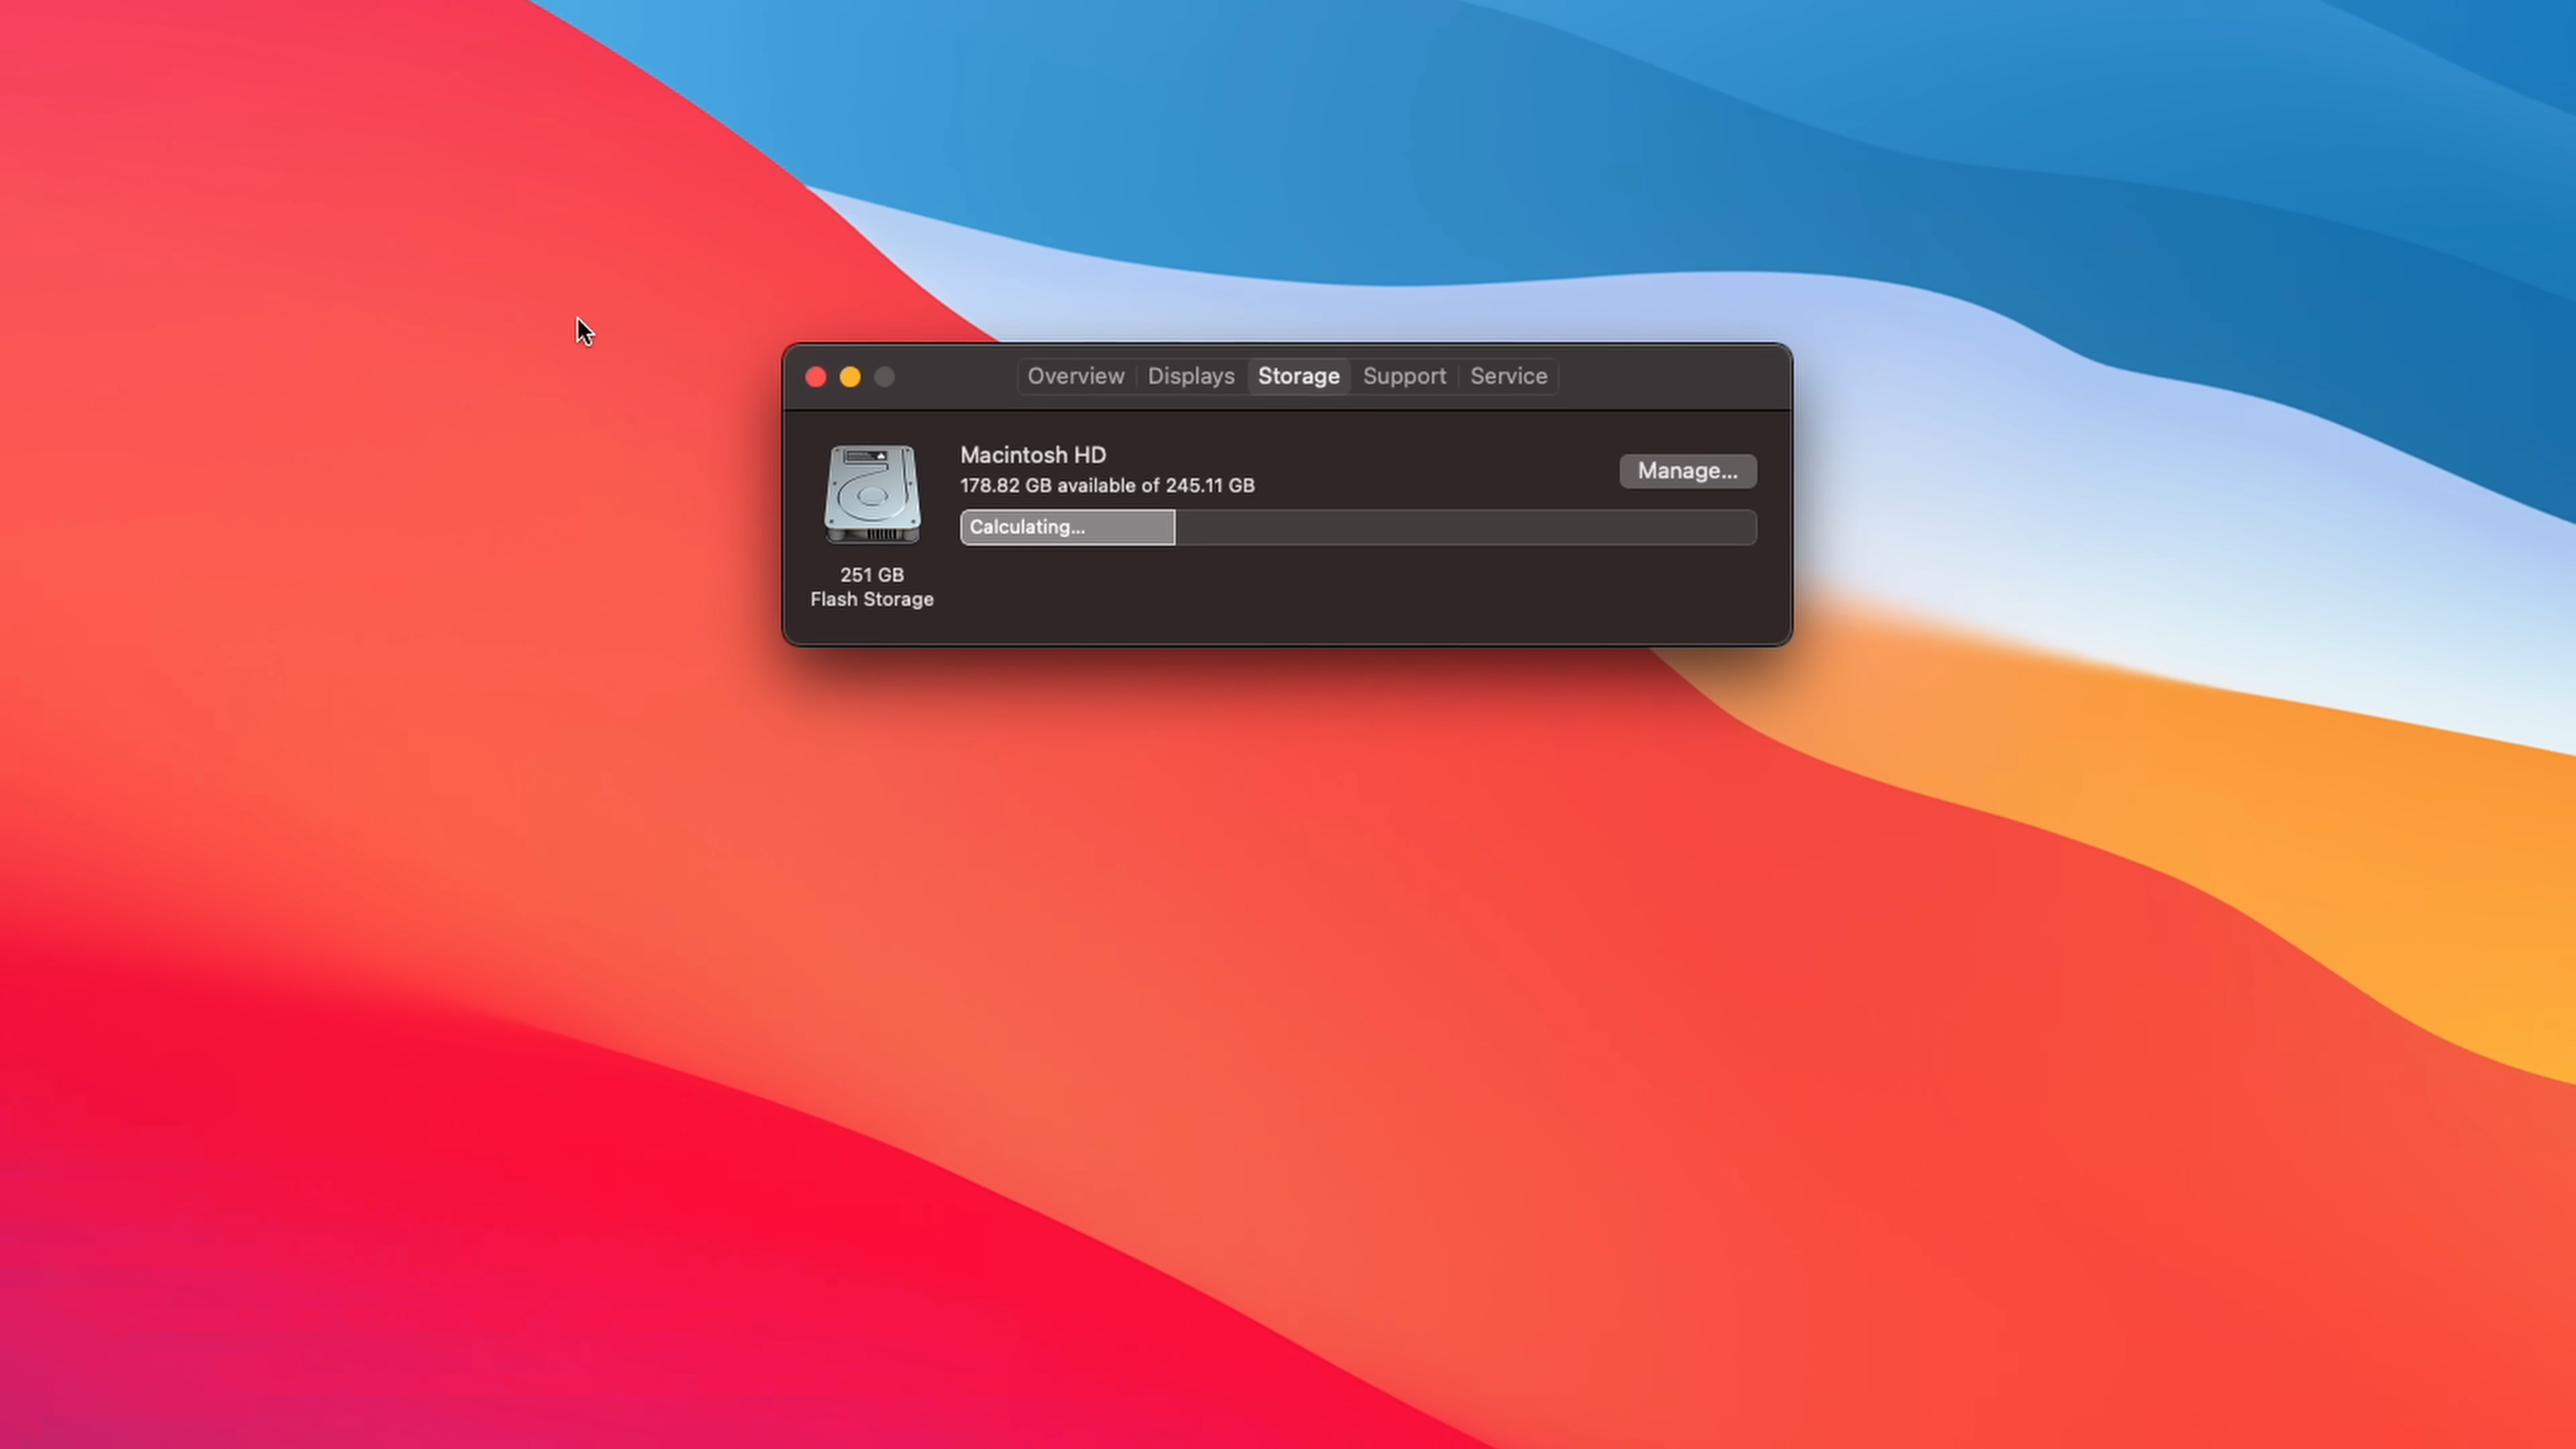 Overview Displays Storage Support Service
Macintosh HD
178.82 GB available of 245.11 GB
Manage...
Calculating...
251 GB
Flash Storage